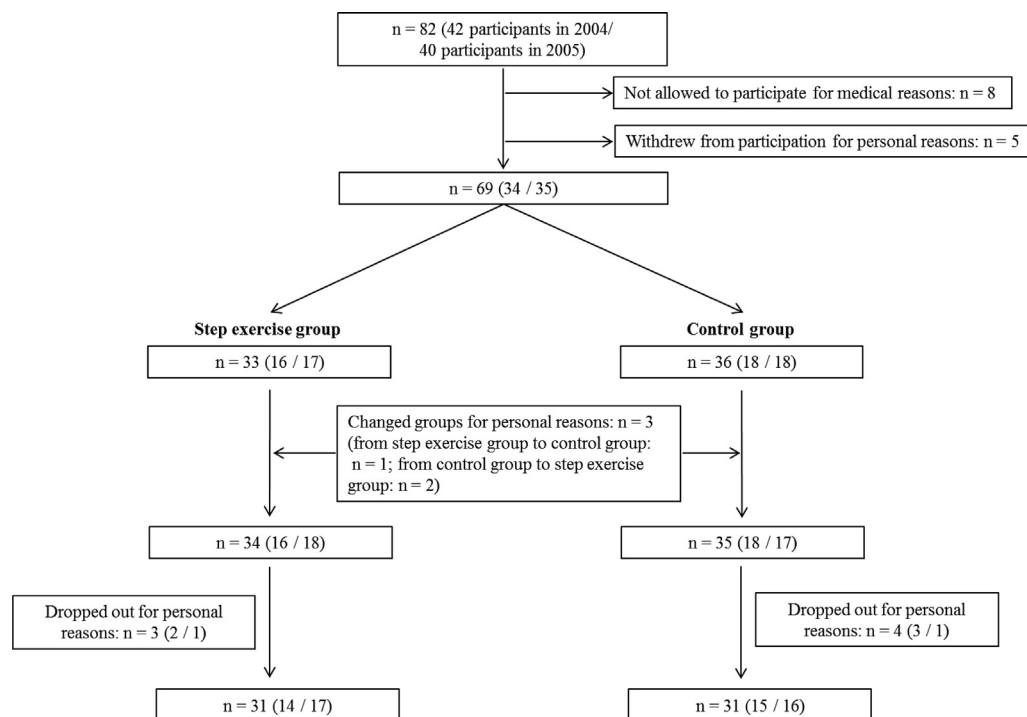 n = 82 (42 participants in 2004/
40 participants in 2005)
Not allowed to participate for medical reasons: n = 8
Withdrew from participation for personal reasons: n = 5
n = 69 (34 / 35)
Step exercise group
n = 33 (16 / 17)
Control group
n = 36 (18 / 18)
Changed groups for personal reasons: n = 3
(from step exercise group to control group:
n = 1; from control group to step exercise
group: n = 2)
n = 34 (16 / 18)
n = 35 (18 / 17)
Dropped out for personal
reasons: n = 3 (2 / 1)
Dropped out for personal
reasons: n = 4 (3 / 1)
n = 31 (14 / 17)
n = 31 (15 / 16)